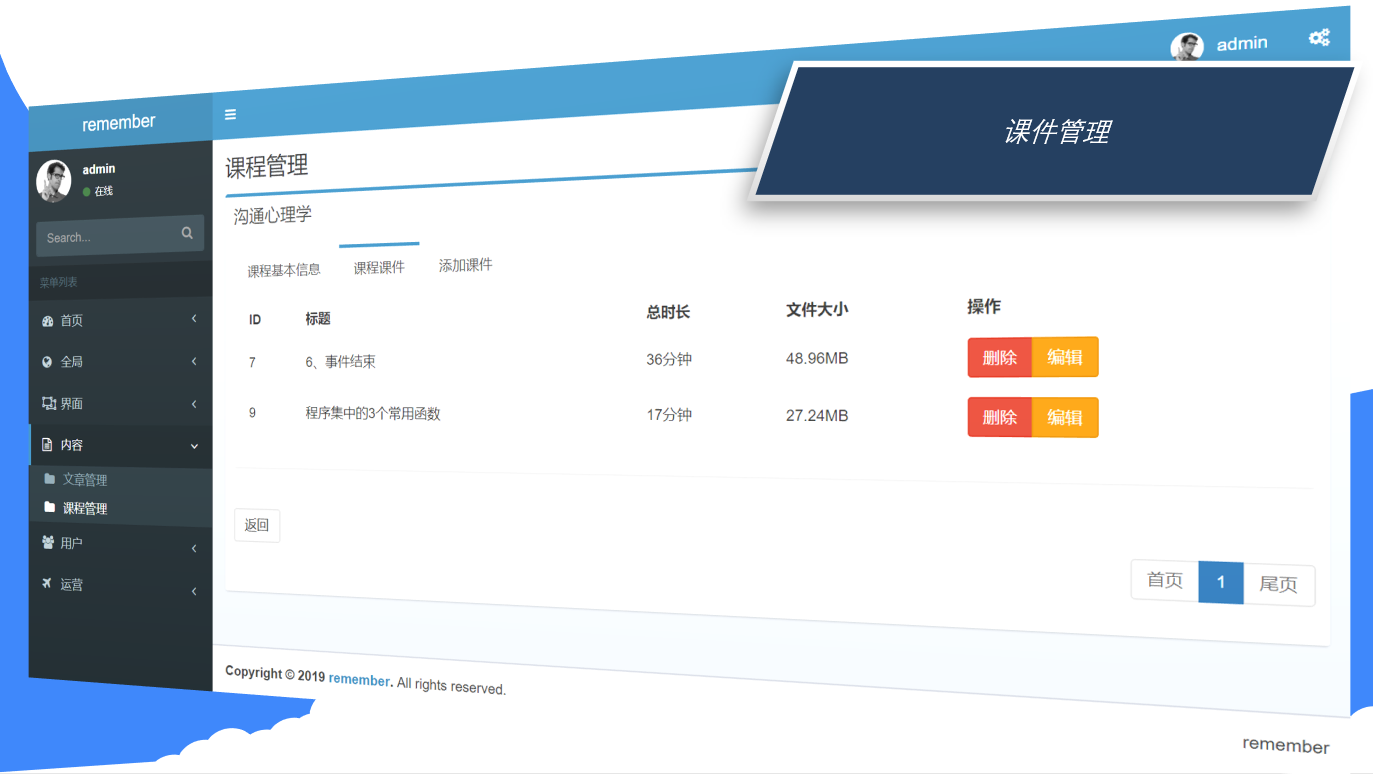 admin
remember
课件管理
admin
在线
Search...
菜单列表
首页
全局
界面
内容
文章管理
课程管理
用户
运营
课程管理
沟通心理学
课程基本信息 课程课件 添加课件
ID 标题 总时长 文件大小 操作
7 6、事件结束 36分钟 48.96MB 删除 编辑
9 程序集中的3个常用函数 17分钟 27.24MB 删除 编辑
返回
首页 1 尾页
Copyright © 2019 remember. All rights reserved.
remember